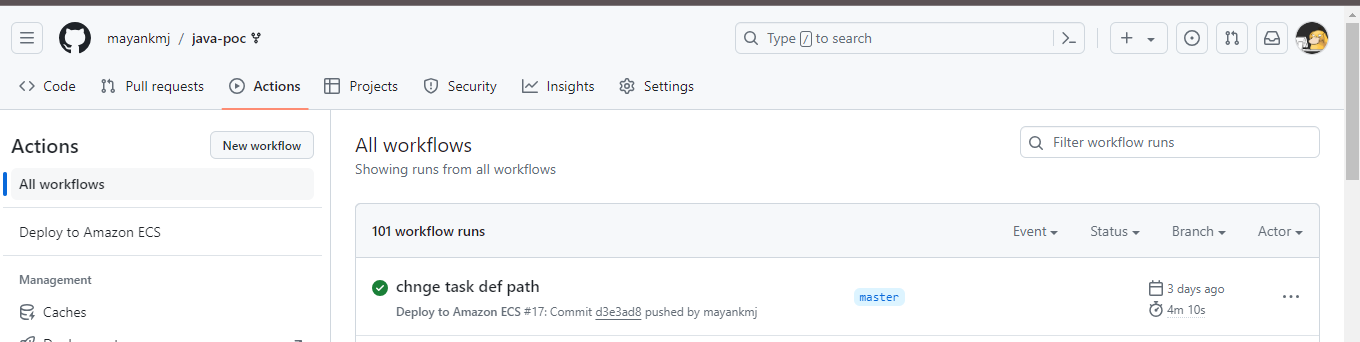 mayankmj / java-poc
Type / to search
Code
Pull requests
Actions
Projects
Security
Insights
Settings
Actions
New workflow
All workflows
Deploy to Amazon ECS
Management
Caches
All workflows
Showing runs from all workflows
Filter workflow runs
101 workflow runs
Event
Status
Branch
Actor
chnge task def path
Deploy to Amazon ECS #17: Commit d3e3ad8 pushed by mayankmj
master
3 days ago
4m 10s